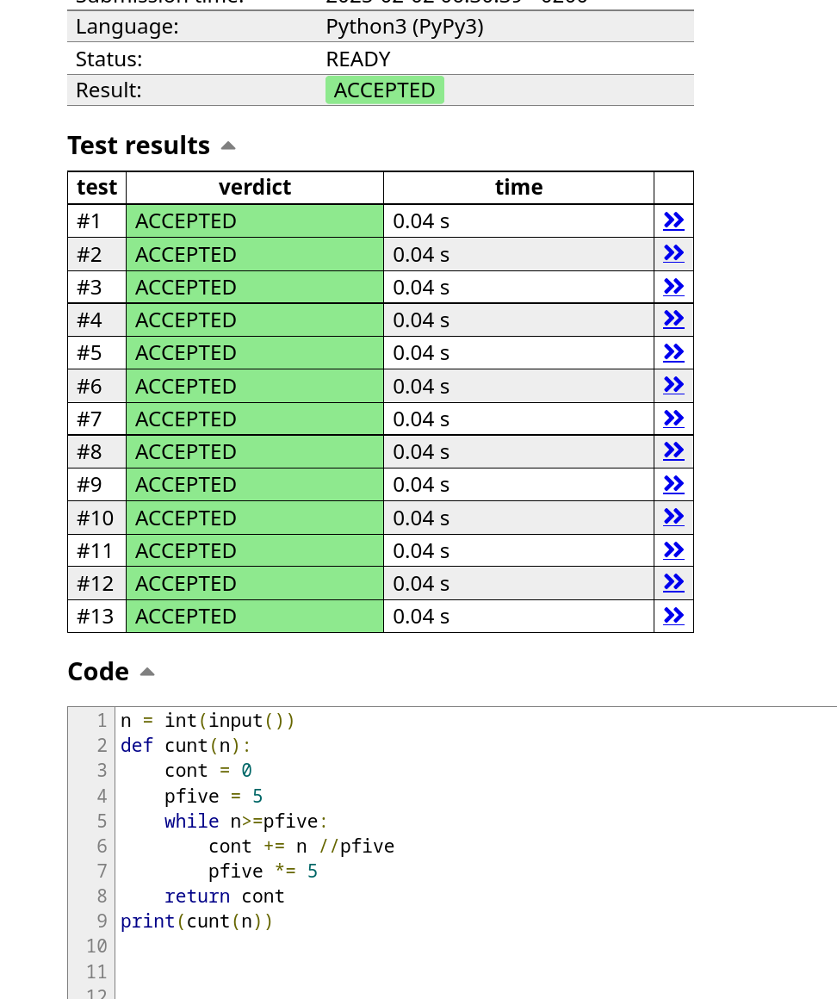 Language: Python3 (PyPy3)
Status: READY
Result: ACCEPTED
Test results
test verdict time
#1 ACCEPTED 0.04 s
#2 ACCEPTED 0.04 s
#3 ACCEPTED 0.04 s
#4 ACCEPTED 0.04 s
#5 ACCEPTED 0.04 s
#6 ACCEPTED 0.04 s
#7 ACCEPTED 0.04 s
#8 ACCEPTED 0.04 s
#9 ACCEPTED 0.04 s
#10 ACCEPTED 0.04 s
#11 ACCEPTED 0.04 s
#12 ACCEPTED 0.04 s
#13 ACCEPTED 0.04 s
Code
1 n = int(input())
2 def cunt(n):
3     cont = 0
4     pfive = 5
5     while n>=pfive:
6         cont += n //pfive
7         pfive *= 5
8     return cont
9 print(cunt(n))
10
11
12